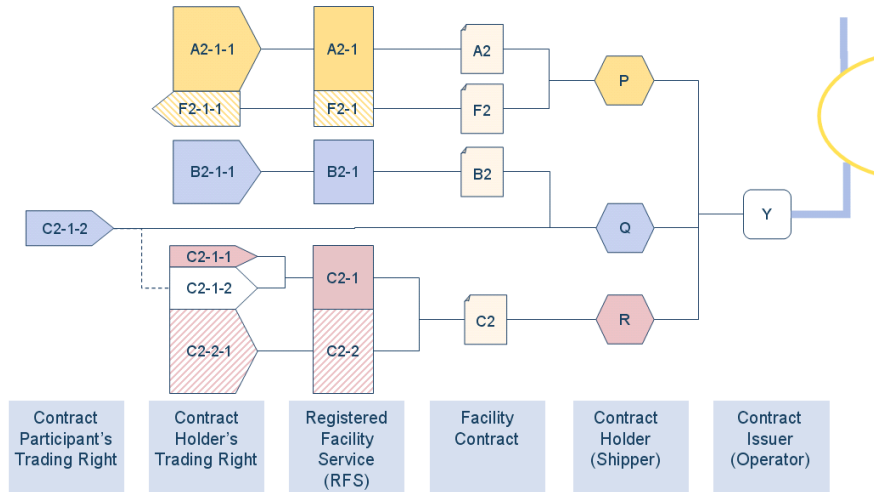 A2-1-1
A2-1
A2
P
F2-1-1
F2-1
F2
B2-1-1
B2-1
B2
C2-1-2
Q
Y
C2-1-1
C2-1-2
C2-1
C2
R
C2-2-1
C2-2
Contract
Participant's
Trading Right
Contract
Holder's
Trading Right
Registered
Facility
Service
(RFS)
Facility
Contract
Contract
Holder
(Shipper)
Contract
Issuer
(Operator)